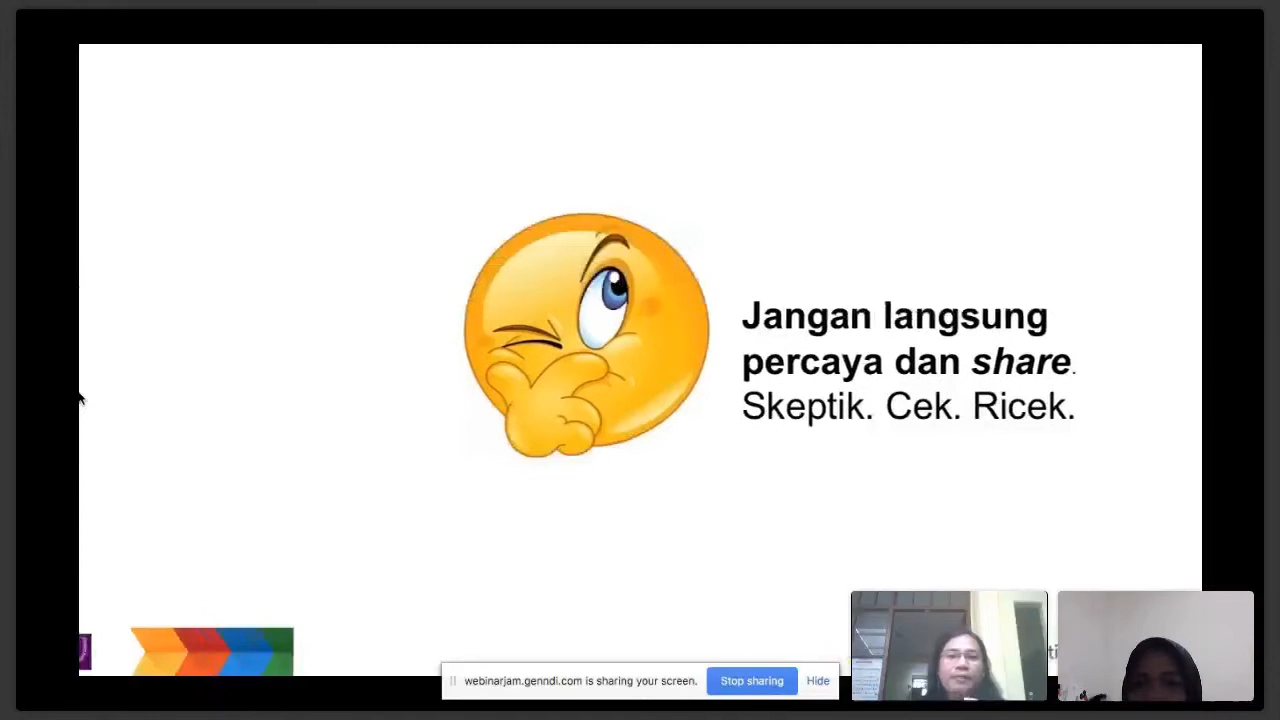 Jangan langsung
percaya dan share.
Skeptik. Cek. Ricek.
webinarjam.genndi.com is sharing your screen.
Stop sharing
Hide